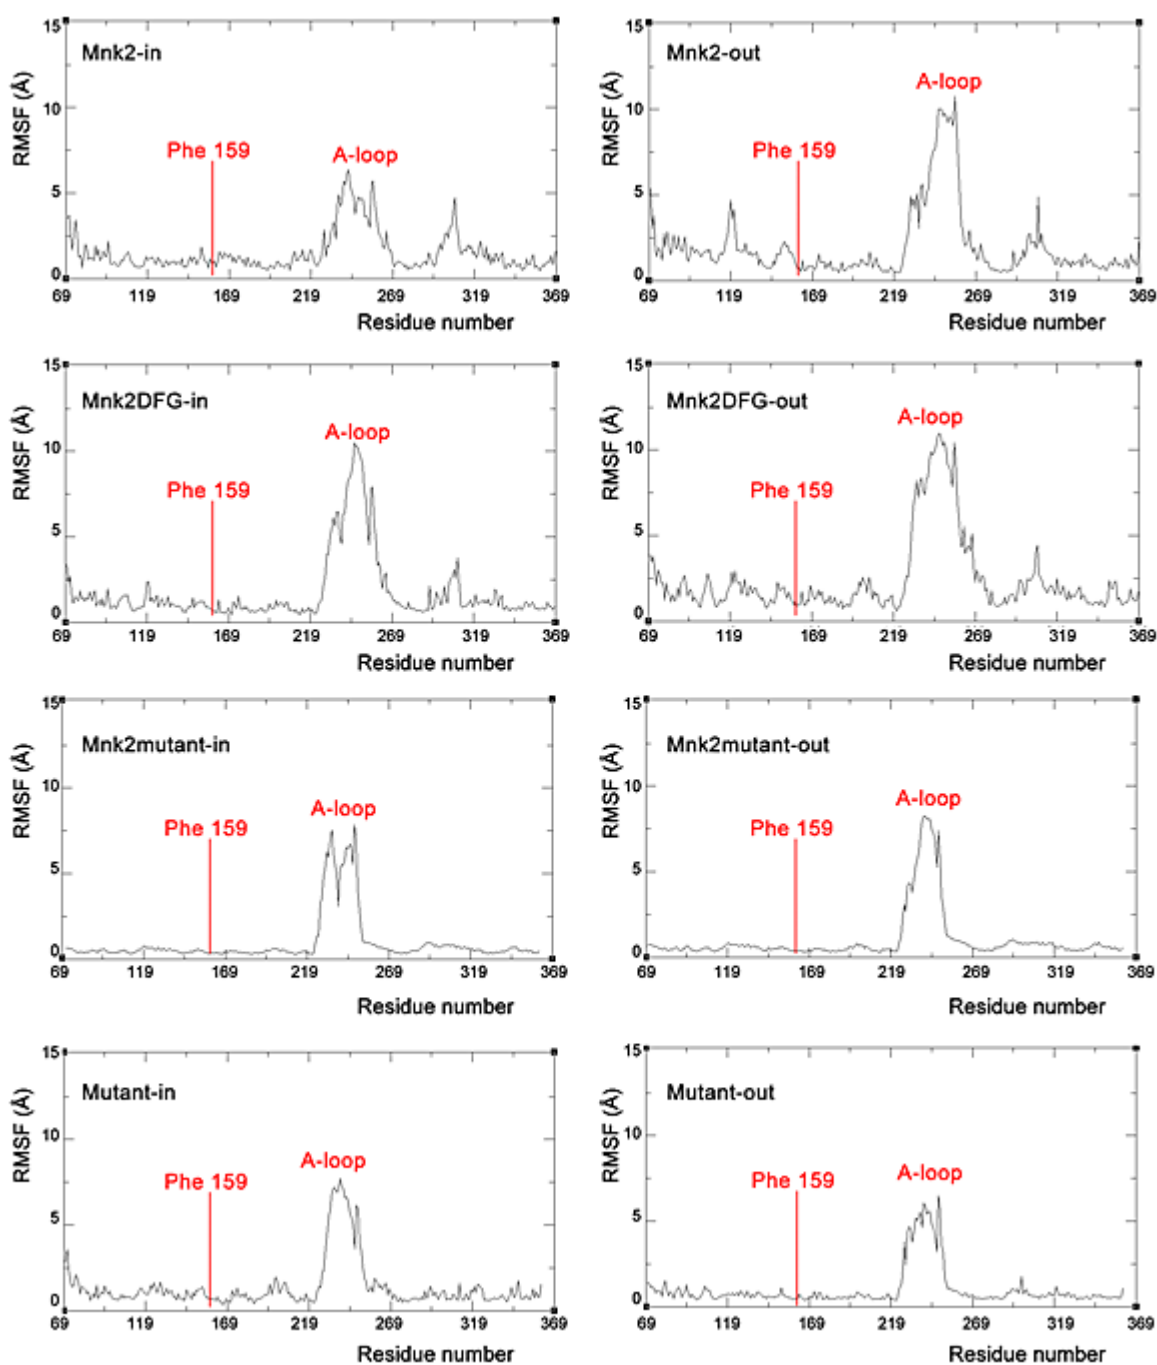 15
Mnk2-in
10
RMSF (Å)
Phe 159
A-loop
5
0
69 119 169 219 269 319 369
Residue number
15
Mnk2-out
10
RMSF (Å)
A-loop
Phe 159
5
0
69 119 169 219 269 319 369
Residue number
15
Mnk2DFG-in
10
RMSF (Å)
A-loop
Phe 159
5
0
69 119 169 219 269 319 369
Residue number
15
Mnk2DFG-out
10
RMSF (Å)
A-loop
Phe 159
5
0
69 119 169 219 269 319 369
Residue number
15
Mnk2mutant-in
10
RMSF (Å)
A-loop
Phe 159
5
0
69 119 169 219 269 319 369
Residue number
15
Mnk2mutant-out
10
RMSF (Å)
A-loop
Phe 159
5
0
69 119 169 219 269 319 369
Residue number
15
Mutant-in
10
RMSF (Å)
A-loop
Phe 159
5
0
69 119 169 219 269 319 369
Residue number
15
Mutant-out
10
RMSF (Å)
A-loop
Phe 159
5
0
69 119 169 219 269 319 369
Residue number